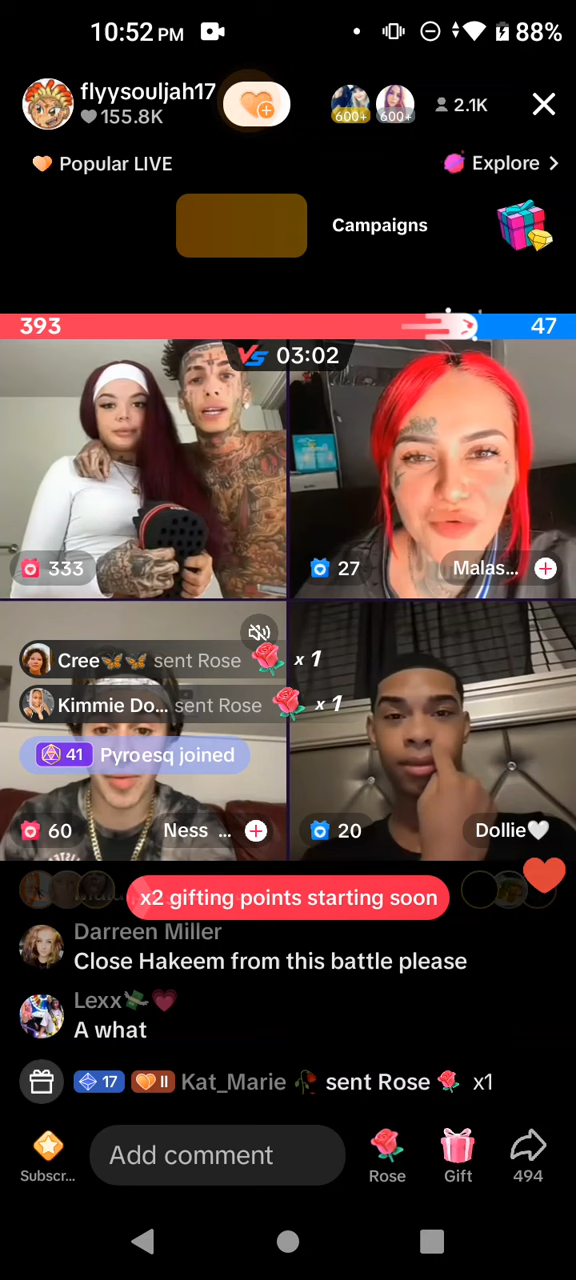 10:52 PM
88%
flyysouljah17
155.8K
600+
600+
2.1K
Popular LIVE
Explore >
Campaigns
393
47
VS 03:02
333
27
Malas...
Cree🦋🦋 sent Rose x 1
Kimmie Do... sent Rose x 1
41 Pyroesq joined
60
Ness ...
20
Dollie🤍
x2 gifting points starting soon
Darreen Miller
Close Hakeem from this battle please
Lexx💸💗
A what
17 II Kat_Marie 🥀 sent Rose x1
Subscr...
Add comment
Rose
Gift
494